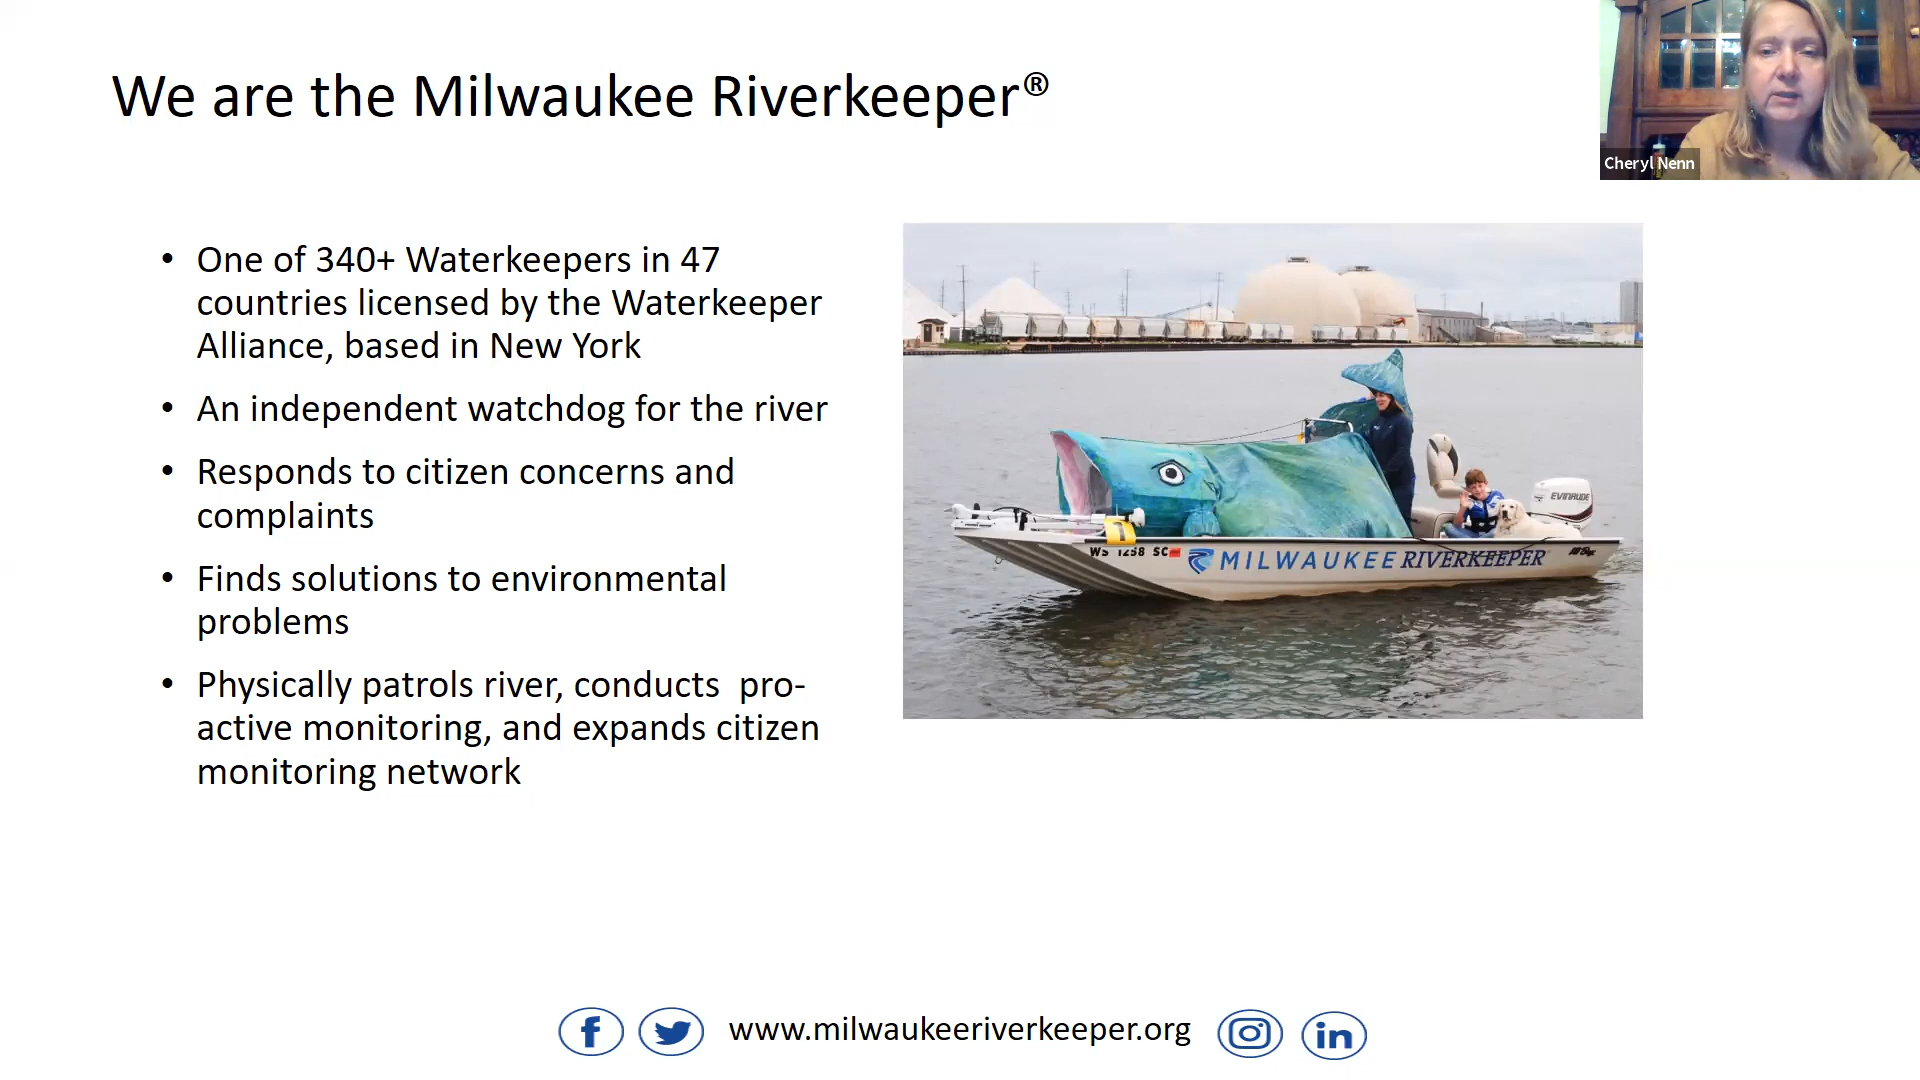 We are the Milwaukee Riverkeeper®
Cheryl Nenn
• One of 340+ Waterkeepers in 47
countries licensed by the Waterkeeper
Alliance, based in New York
• An independent watchdog for the river
• Responds to citizen concerns and
complaints
• Finds solutions to environmental
problems
• Physically patrols river, conducts  pro-
active monitoring, and expands citizen
monitoring network
EVINRUDE
1
WS 1258 SC
MILWAUKEE RIVERKEEPER
www.milwaukeeriverkeeper.org